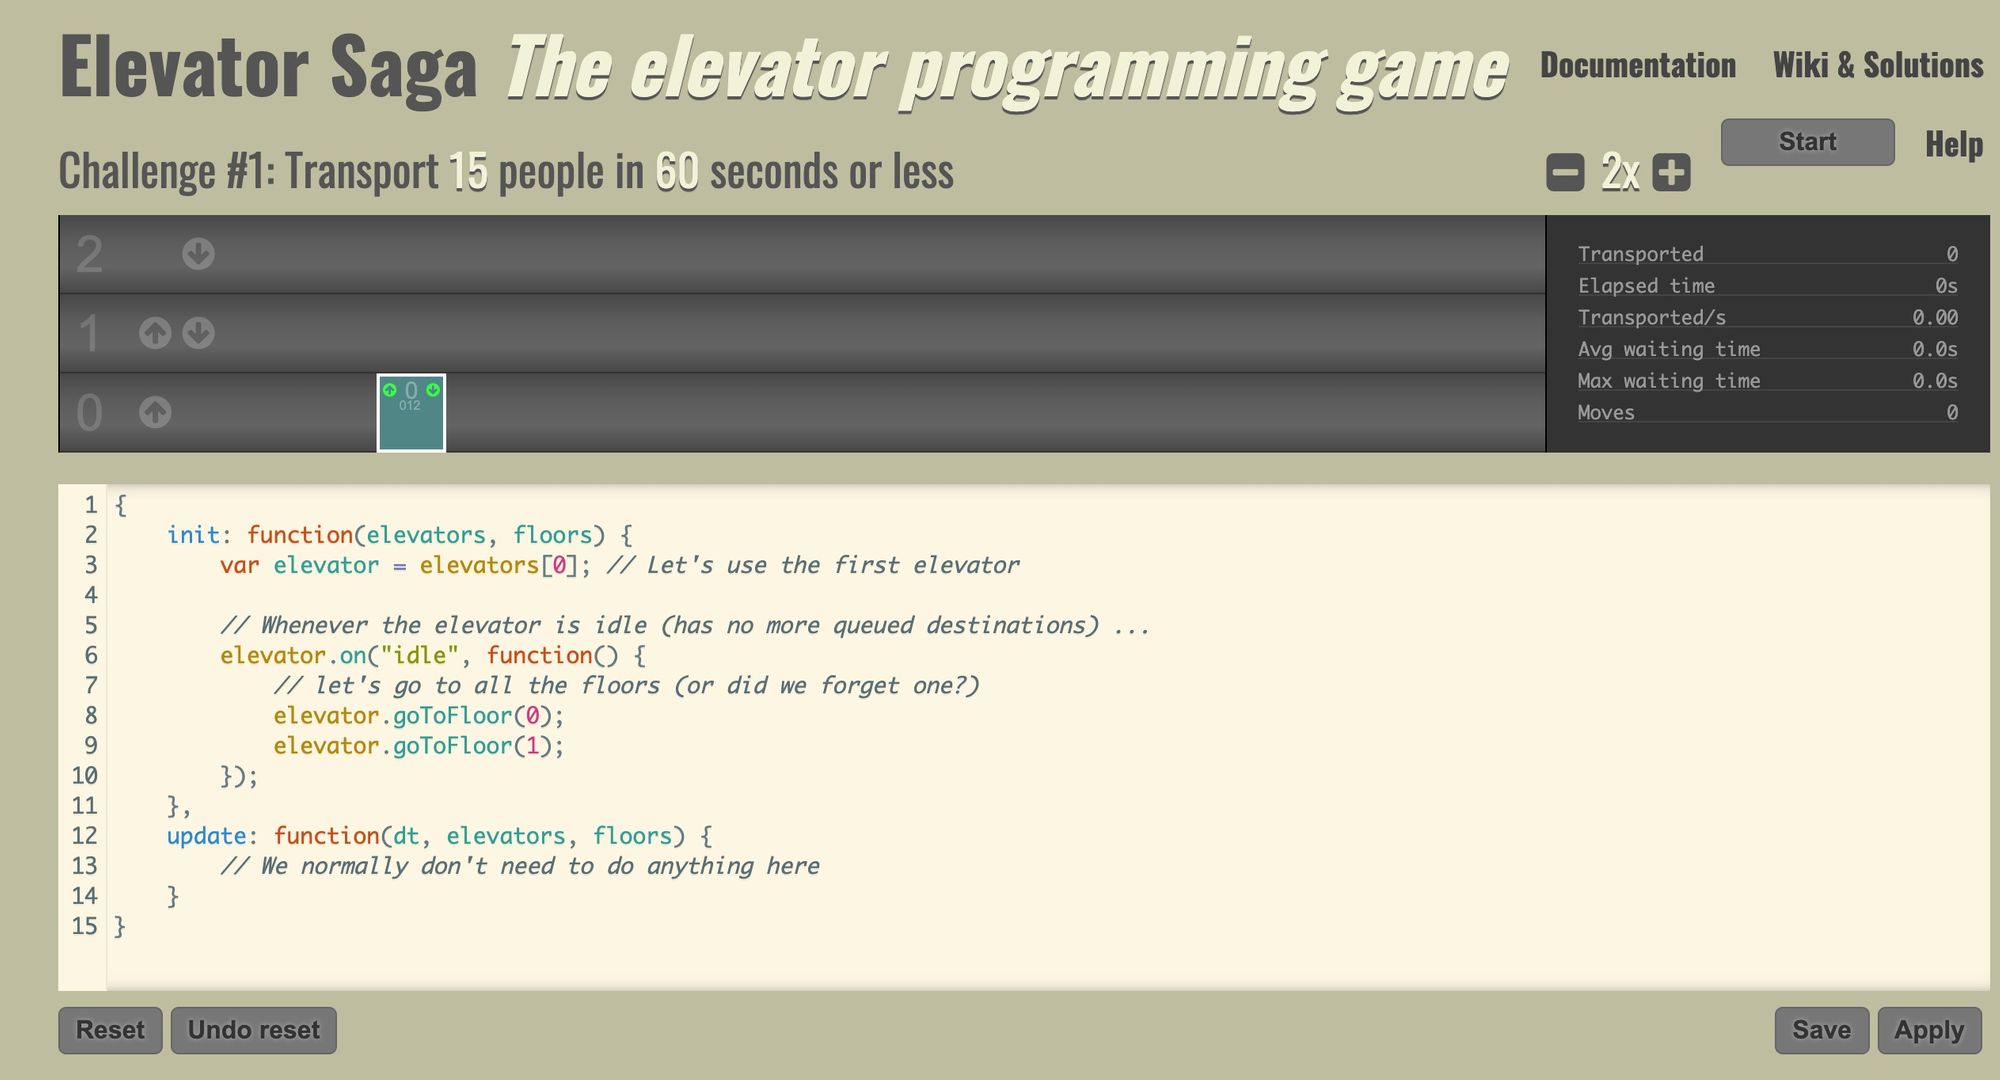 Elevator Saga The elevator programming game
Documentation
Wiki & Solutions
Challenge #1: Transport 15 people in 60 seconds or less
2x
Start
Help
2
1
0
0
012
Transported 0
Elapsed time 0s
Transported/s 0.00
Avg waiting time 0.0s
Max waiting time 0.0s
Moves 0
1 {
2     init: function(elevators, floors) {
3         var elevator = elevators[0]; // Let's use the first elevator
4
5         // Whenever the elevator is idle (has no more queued destinations) ...
6         elevator.on("idle", function() {
7             // let's go to all the floors (or did we forget one?)
8             elevator.goToFloor(0);
9             elevator.goToFloor(1);
10         });
11     },
12     update: function(dt, elevators, floors) {
13         // We normally don't need to do anything here
14     }
15 }
Reset
Undo reset
Save
Apply